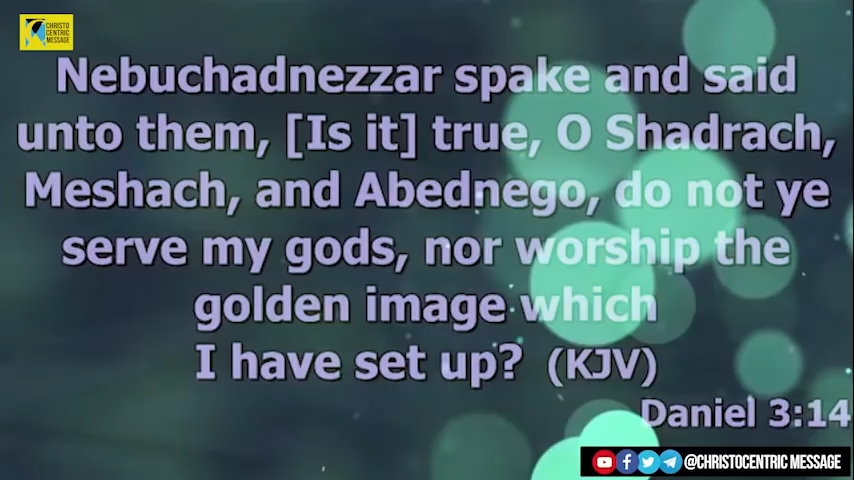 CHRISTO
CENTRIC
MESSAGE
Nebuchadnezzar spake and said
unto them, [Is it] true, O Shadrach,
Meshach, and Abednego, do not ye
serve my gods, nor worship the
golden image which
I have set up? (KJV)
Daniel 3:14
@CHRISTOCENTRIC MESSAGE